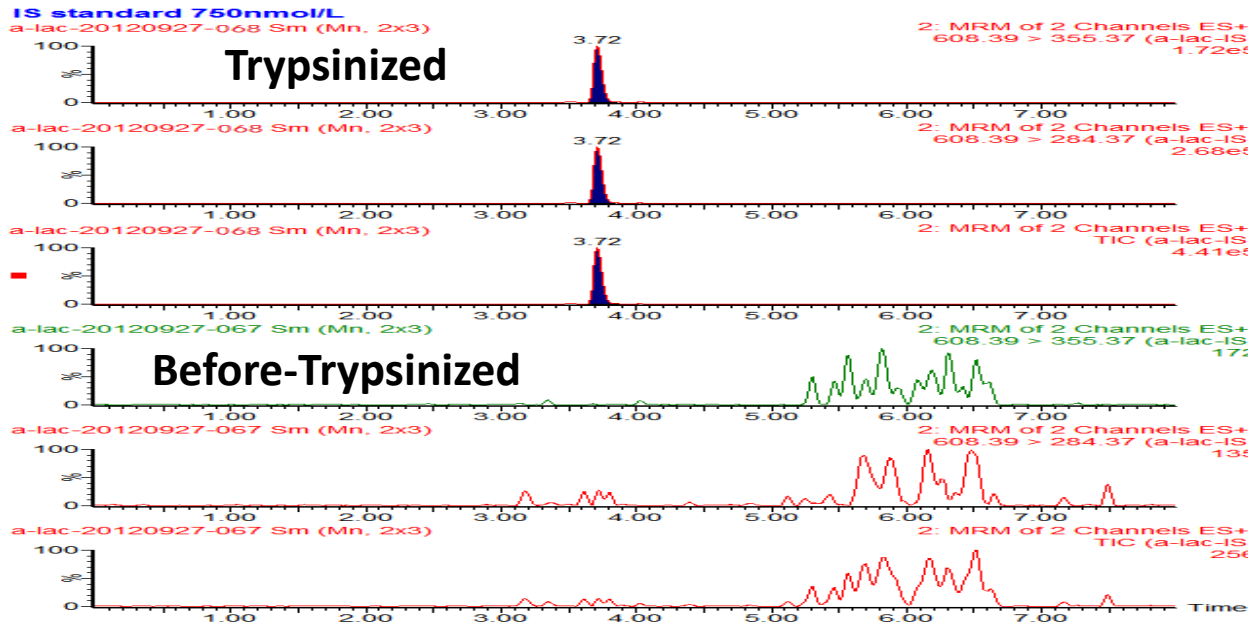 IS standard 750nmol/L
a-lac-20120927-068 Sm (Mn, 2x3) 2: MRM of 2 Channels ES+
608.39 > 355.37 (a-lac-IS
1.72e5
100
Trypsinized
3.72
%
0
1.00 2.00 3.00 4.00 5.00 6.00 7.00
a-lac-20120927-068 Sm (Mn, 2x3) 2: MRM of 2 Channels ES+
608.39 > 284.37 (a-lac-IS
2.68e5
100
3.72
%
0
1.00 2.00 3.00 4.00 5.00 6.00 7.00
a-lac-20120927-068 Sm (Mn, 2x3) 2: MRM of 2 Channels ES+
TIC (a-lac-IS
4.41e5
100
3.72
%
0
1.00 2.00 3.00 4.00 5.00 6.00 7.00
a-lac-20120927-067 Sm (Mn, 2x3) 2: MRM of 2 Channels ES+
608.39 > 355.37 (a-lac-IS
172
100
Before-Trypsinized
%
0
1.00 2.00 3.00 4.00 5.00 6.00 7.00
a-lac-20120927-067 Sm (Mn, 2x3) 2: MRM of 2 Channels ES+
608.39 > 284.37 (a-lac-IS
135
100
%
0
1.00 2.00 3.00 4.00 5.00 6.00 7.00
a-lac-20120927-067 Sm (Mn, 2x3) 2: MRM of 2 Channels ES+
TIC (a-lac-IS
256
100
%
0
1.00 2.00 3.00 4.00 5.00 6.00 7.00 Time